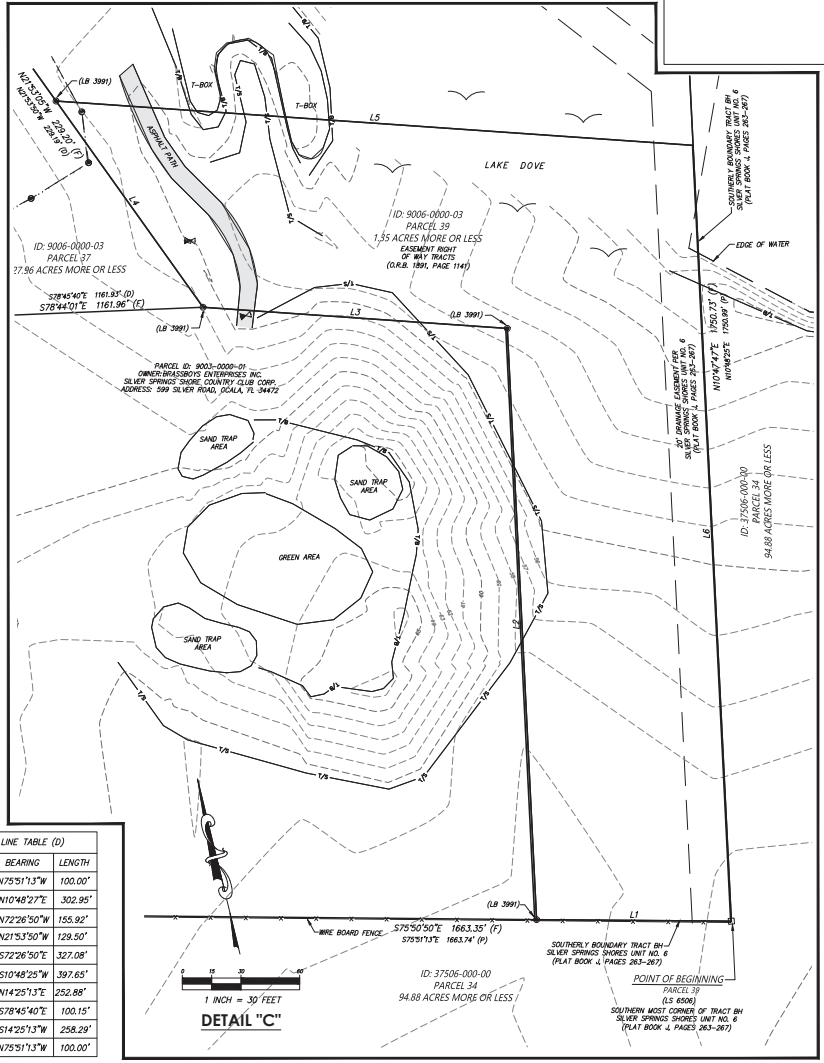 N21°53'05"W 229.20' (F)
N21°53'50"W 229.19' (D)
(LB 3991)
ASPHALT PATH
T-BOX
T-BOX
T/B
T/B
T/S
T/S
B/L
L5
LAKE DOVE
SOUTHERLY BOUNDARY TRACT BH
SILVER SPRINGS SHORES UNIT NO. 6
(PLAT BOOK J, PAGES 263-267)
EDGE OF WATER
L4
ID: 9006-0000-03
PARCEL 37
27.96 ACRES MORE OR LESS
ID: 9006-0000-03
PARCEL 39
1.35 ACRES MORE OR LESS
EASEMENT RIGHT
OF WAY TRACTS
(O.R.B. 1891, PAGE 1141)
S78°45'40"E 1161.93' (D)
S78°44'01"E 1161.96' (F)
(LB 3991)
L3
(LB 3991)
T/S
T/S
N10°47'47"E 1750.73' (F)
N10°48'25"E 1750.99' (P)
20' DRAINAGE EASEMENT PER
SILVER SPRINGS SHORES UNIT NO. 6
(PLAT BOOK J, PAGES 263-267)
PARCEL ID: 9003-0000-01
OWNER:BRASSBOYS ENTERPRISES INC.
SILVER SPRINGS SHORE COUNTRY CLUB CORP.
ADDRESS: 599 SILVER ROAD, OCALA, FL 34472
SAND TRAP
AREA
SAND TRAP
AREA
T/B
T/B
T/S
GREEN AREA
SAND TRAP
AREA
ID: 37506-000-00
PARCEL 34
94.88 ACRES MORE OR LESS
L6
L2
T/B
T/S
T/S
T/S
T/S
T/S
LINE TABLE (D)
BEARING LENGTH
N75°51'13"W 100.00'
N10°48'27"E 302.95'
N72°26'50"W 155.92'
N21°53'50"W 129.50'
S72°26'50"E 327.08'
S10°48'25"W 397.65'
N14°25'13"E 252.88'
S78°45'40"E 100.15'
S14°25'13"W 258.29'
N75°51'13"W 100.00'
(LB 3991)
L1
WIRE BOARD FENCE
S75°50'50"E 1663.35' (F)
S75°51'13"E 1663.74' (P)
SOUTHERLY BOUNDARY TRACT BH
SILVER SPRINGS SHORES UNIT NO. 6
(PLAT BOOK J, PAGES 263-267)
0 15 30 60
1 INCH = 30 FEET
DETAIL "C"
ID: 37506-000-00
PARCEL 34
94.88 ACRES MORE OR LESS
POINT OF BEGINNING
PARCEL 39
(LS 6506)
SOUTHERN MOST CORNER OF TRACT BH
SILVER SPRINGS SHORES UNIT NO. 6
(PLAT BOOK J, PAGES 263-267)